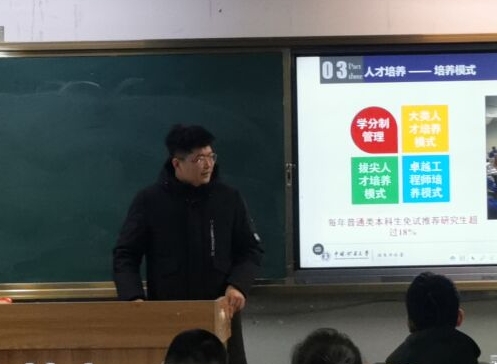 03 Part three 人才培养 —— 培养模式
学分制
管理
大类人
才培养
模式
拔尖人
才培养
模式
卓越工
程师培
养模式
每年普通类本科生免试推荐研究生超
过18%